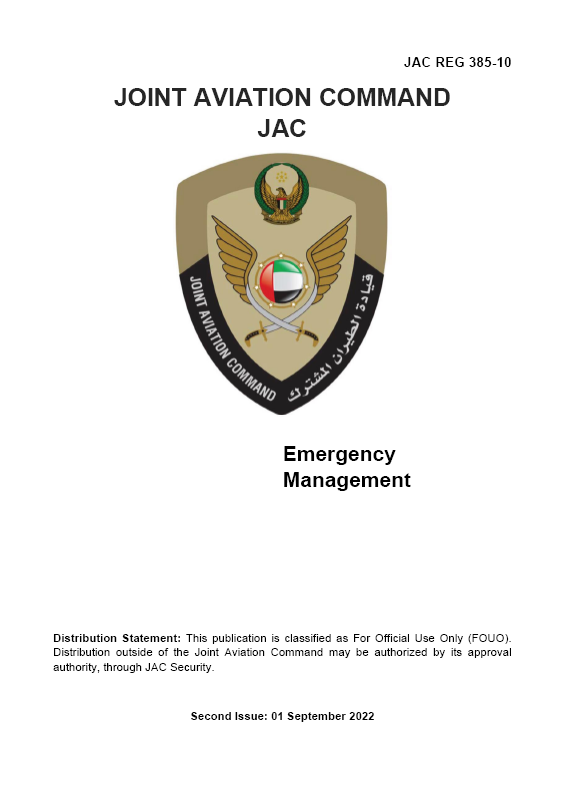 JAC REG 385-10
JOINT AVIATION COMMAND
JAC
JOINT AVIATION COMMAND
قيادة الطيران المشترك
Emergency
Management
Distribution Statement: This publication is classified as For Official Use Only (FOUO).
Distribution outside of the Joint Aviation Command may be authorized by its approval
authority, through JAC Security.
Second Issue: 01 September 2022